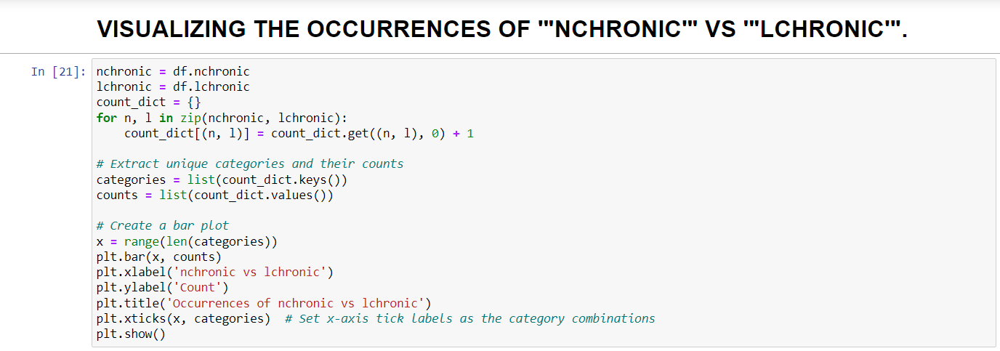 VISUALIZING THE OCCURRENCES OF '"NCHRONIC'" VS '"LCHRONIC'".
In [21]:
nchronic = df.nchronic
lchronic = df.lchronic
count_dict = {}
for n, l in zip(nchronic, lchronic):
    count_dict[(n, l)] = count_dict.get((n, l), 0) + 1

# Extract unique categories and their counts
categories = list(count_dict.keys())
counts = list(count_dict.values())

# Create a bar plot
x = range(len(categories))
plt.bar(x, counts)
plt.xlabel('nchronic vs lchronic')
plt.ylabel('Count')
plt.title('Occurrences of nchronic vs lchronic')
plt.xticks(x, categories)  # Set x-axis tick labels as the category combinations
plt.show()